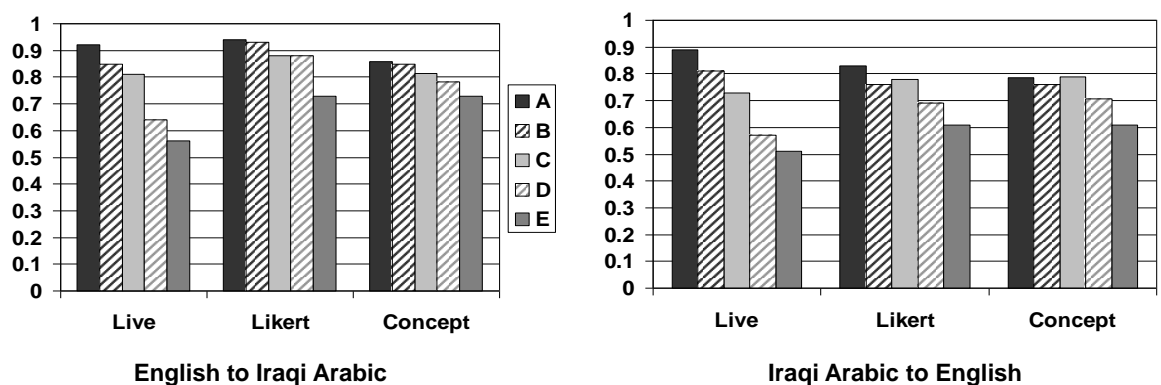 1
0.9
0.8
0.7
0.6
0.5
0.4
0.3
0.2
0.1
0
Live Likert Concept
English to Iraqi Arabic
A
B
C
D
E
1
0.9
0.8
0.7
0.6
0.5
0.4
0.3
0.2
0.1
0
Live Likert Concept
Iraqi Arabic to English